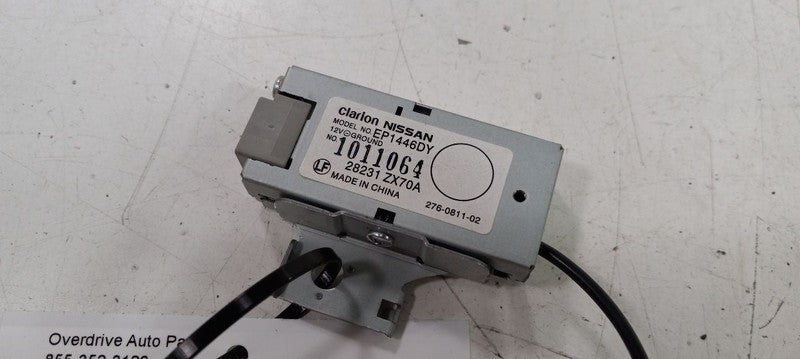 Clarion NISSAN
MODEL NO. EP1446DY
12V⊖GROUND
NO. 1011064
28231 ZX70A
LF MADE IN CHINA
276-0811-02
Overdrive Auto